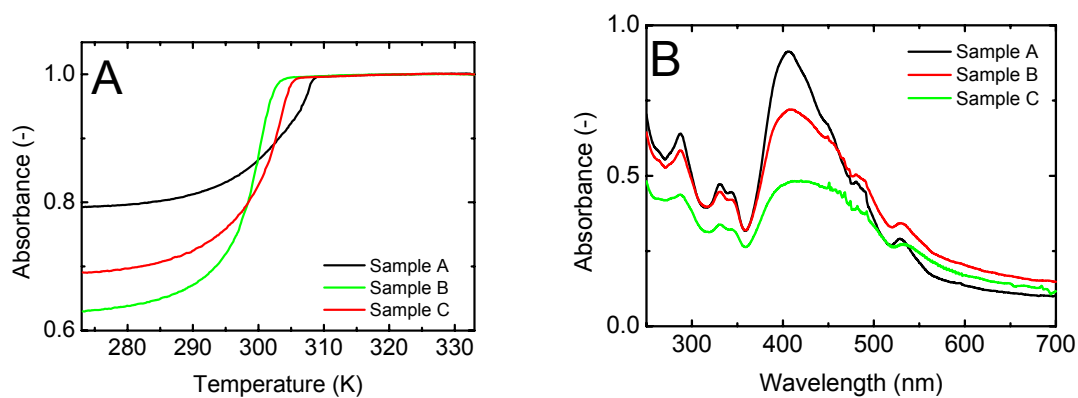 A
Absorbance (-)
1.0
0.8
0.6
280 290 300 310 320 330
Temperature (K)
Sample A
Sample B
Sample C
B
Absorbance (-)
1.0
0.5
0.0
300 400 500 600 700
Wavelength (nm)
Sample A
Sample B
Sample C